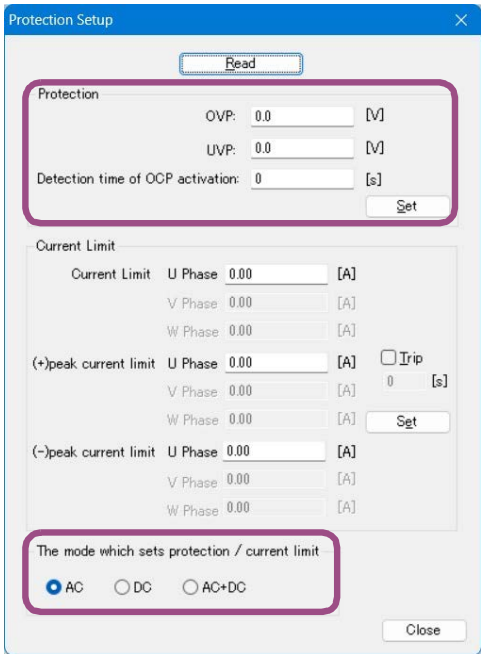 Protection Setup
Read
Protection
OVP: 0.0 [V]
UVP: 0.0 [V]
Detection time of OCP activation: 0 [s]
Set
Current Limit
Current Limit U Phase 0.00 [A]
V Phase 0.00 [A]
W Phase 0.00 [A]
(+)peak current limit U Phase 0.00 [A] Trip
V Phase 0.00 [A] 0 [s]
W Phase 0.00 [A] Set
(-)peak current limit U Phase 0.00 [A]
V Phase 0.00 [A]
W Phase 0.00 [A]
The mode which sets protection / current limit
AC DC AC+DC
Close